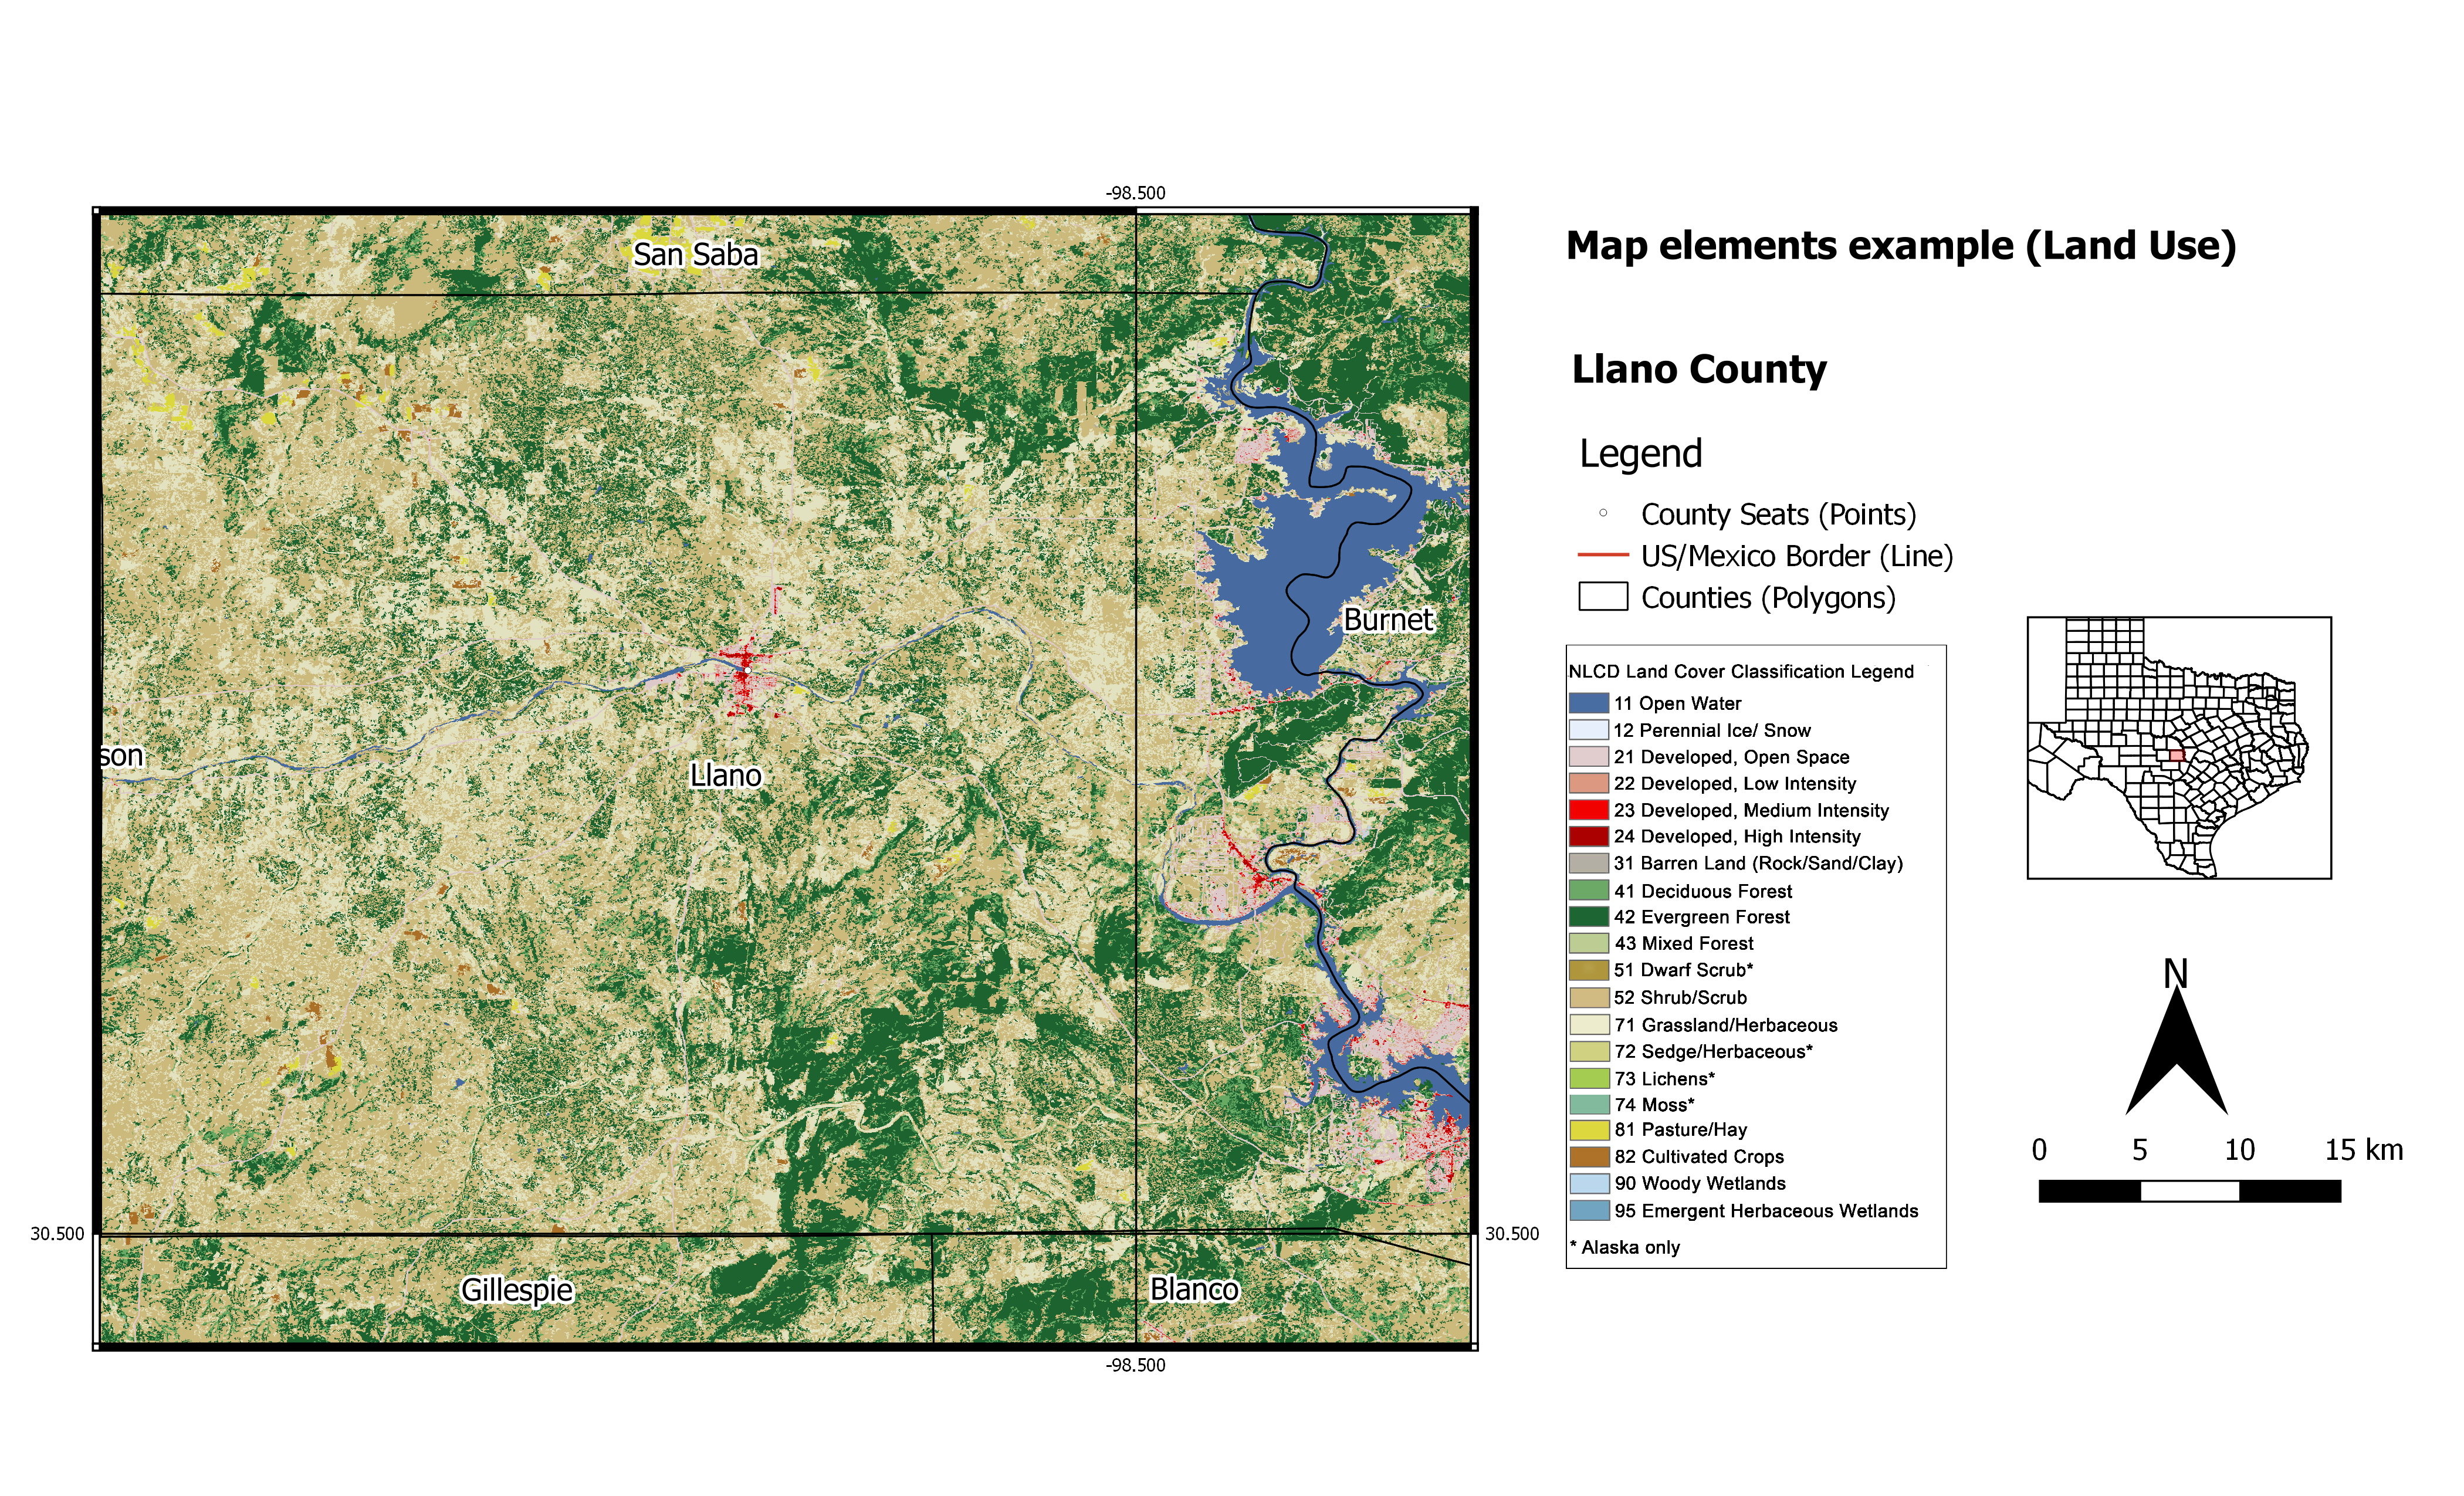 -98.500
San Saba
Burnet
son
Llano
30.500
30.500
Gillespie
Blanco
-98.500
Map elements example (Land Use)
Llano County
Legend
County Seats (Points)
US/Mexico Border (Line)
Counties (Polygons)
NLCD Land Cover Classification Legend
11 Open Water
12 Perennial Ice/ Snow
21 Developed, Open Space
22 Developed, Low Intensity
23 Developed, Medium Intensity
24 Developed, High Intensity
31 Barren Land (Rock/Sand/Clay)
41 Deciduous Forest
42 Evergreen Forest
43 Mixed Forest
51 Dwarf Scrub*
52 Shrub/Scrub
71 Grassland/Herbaceous
72 Sedge/Herbaceous*
73 Lichens*
74 Moss*
81 Pasture/Hay
82 Cultivated Crops
90 Woody Wetlands
95 Emergent Herbaceous Wetlands
* Alaska only
N
0 5 10 15 km